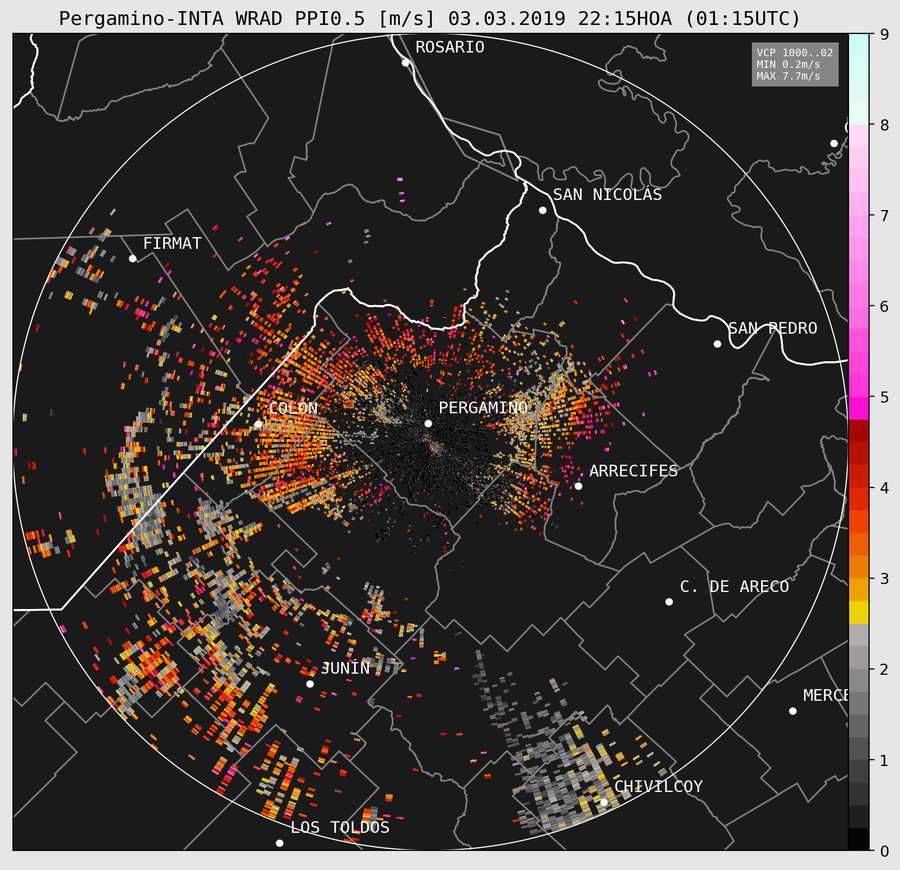 Pergamino-INTA WRAD PPI0.5 [m/s] 03.03.2019 22:15HOA (01:15UTC)
VCP 1000..02
MIN 0.2m/s
MAX 7.7m/s
ROSARIO
SAN NICOLÁS
FIRMAT
SAN PEDRO
COLÓN
PERGAMINO
ARRECIFES
C. DE ARECO
JUNÍN
MERCE
CHIVILCOY
LOS TOLDOS
9
8
7
6
5
4
3
2
1
0